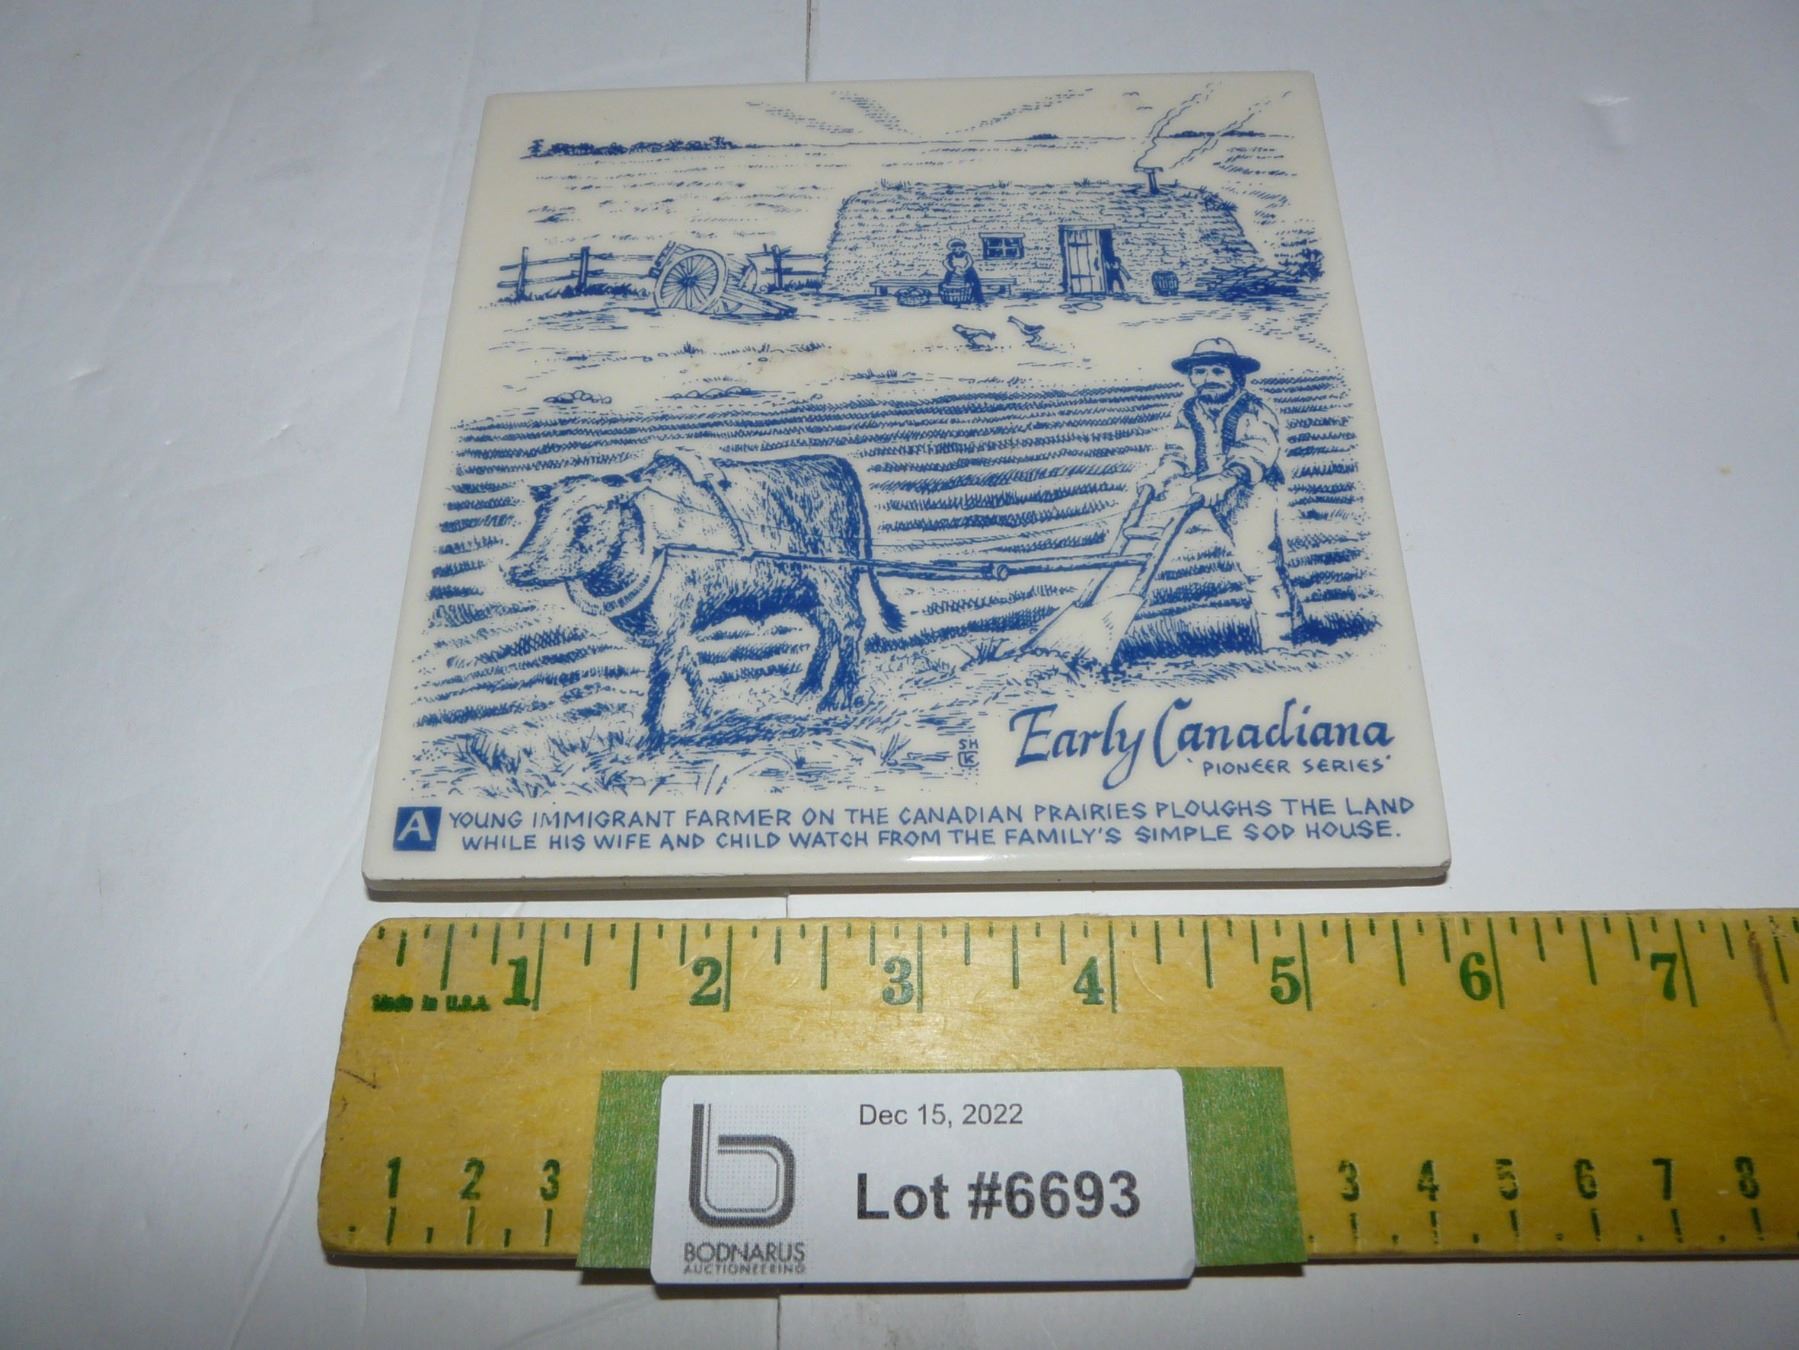 SH
K
Early Canadiana
'PIONEER SERIES'
A YOUNG IMMIGRANT FARMER ON THE CANADIAN PRAIRIES PLOUGHS THE LAND
WHILE HIS WIFE AND CHILD WATCH FROM THE FAMILY'S SIMPLE SOD HOUSE.
1 2 3 4 5 6 7
Made in U.S.A.
Dec 15, 2022
Lot #6693
b
BODNARUS
AUCTIONEERING
1 2 3 3 4 5 6 7 8